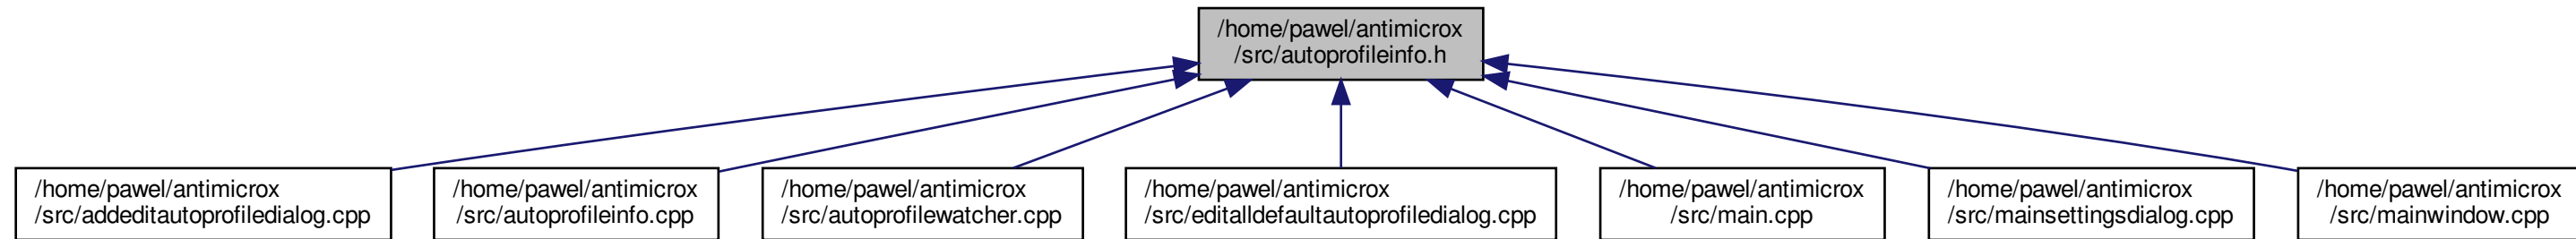 /home/pawel/antimicrox
/src/autoprofileinfo.h
/home/pawel/antimicrox
/src/addeditautoprofiledialog.cpp
/home/pawel/antimicrox
/src/autoprofileinfo.cpp
/home/pawel/antimicrox
/src/autoprofilewatcher.cpp
/home/pawel/antimicrox
/src/editalldefaultautoprofiledialog.cpp
/home/pawel/antimicrox
/src/main.cpp
/home/pawel/antimicrox
/src/mainsettingsdialog.cpp
/home/pawel/antimicrox
/src/mainwindow.cpp